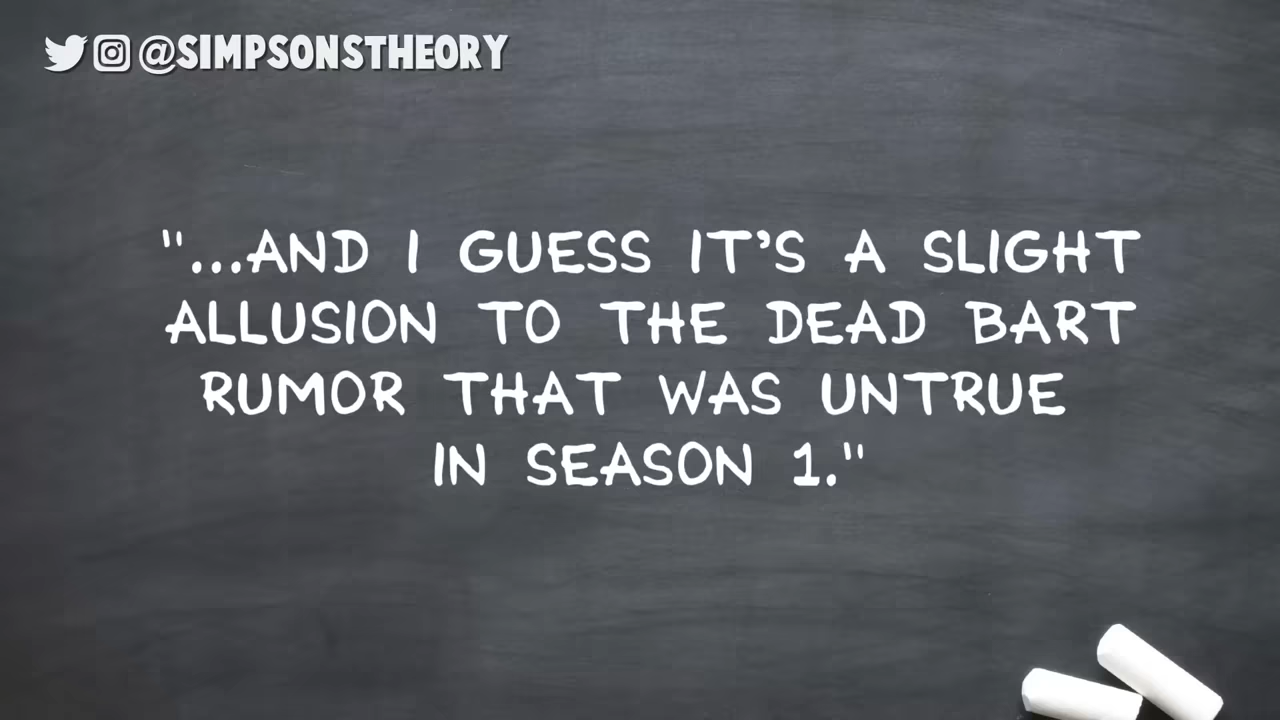 @SIMPSONSTHEORY
"...AND I GUESS IT’S A SLIGHT
ALLUSION TO THE DEAD BART
RUMOR THAT WAS UNTRUE
IN SEASON 1."